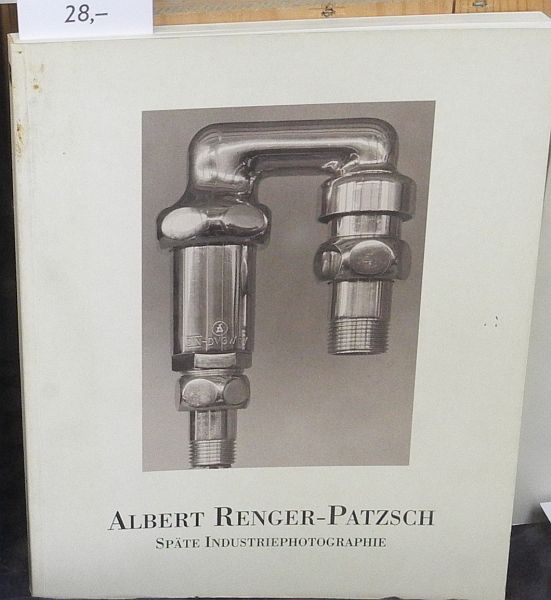 28,–
ALBERT RENGER-PATZSCH
SPÄTE INDUSTRIEPHOTOGRAPHIE